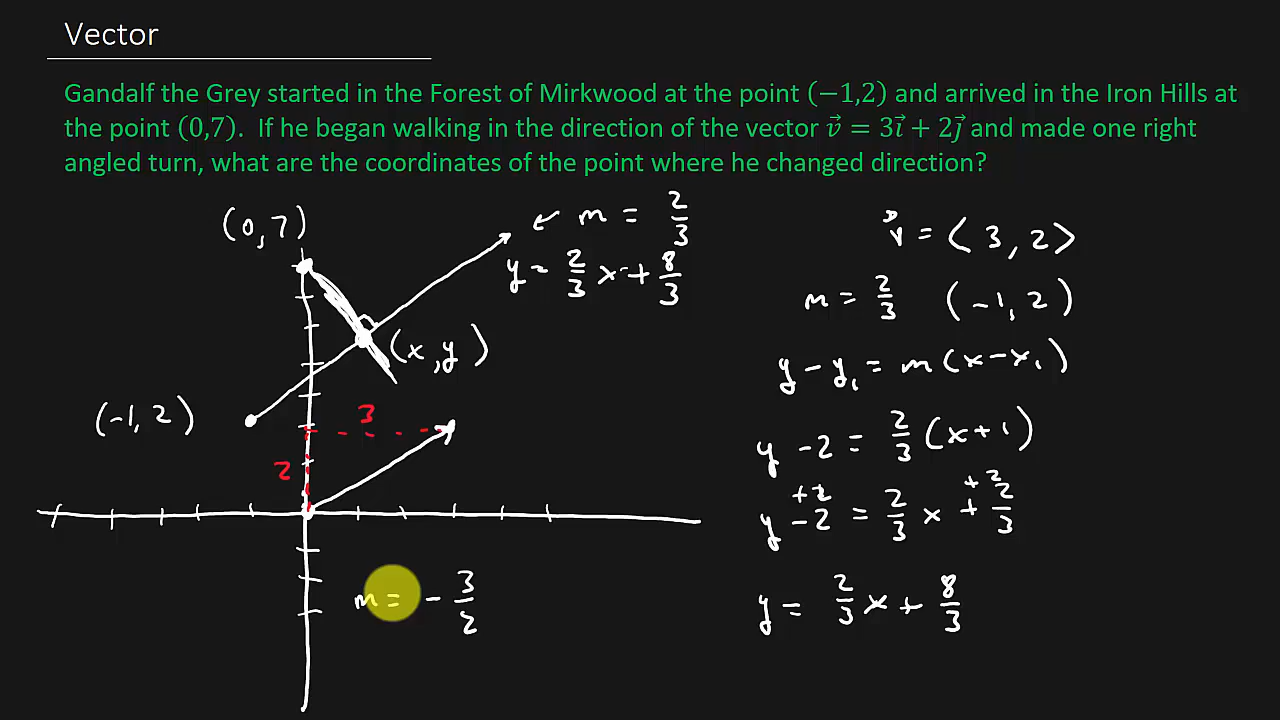 Vector
Gandalf the Grey started in the Forest of Mirkwood at the point (−1,2) and arrived in the Iron Hills at
the point (0,7). If he began walking in the direction of the vector v⃗ = 3i⃗ + 2j⃗ and made one right
angled turn, what are the coordinates of the point where he changed direction?
(0, 7)
m = 2/3
y = 2/3 x + 8/3
(x, y)
(-1, 2)
3
2
m = - 3/2
v⃗ = ⟨3, 2⟩
m = 2/3 (-1, 2)
y - y₁ = m(x - x₁)
y - 2 = 2/3 (x + 1)
+2 +2
y - 2 = 2/3 x + 2/3
y = 2/3 x + 8/3